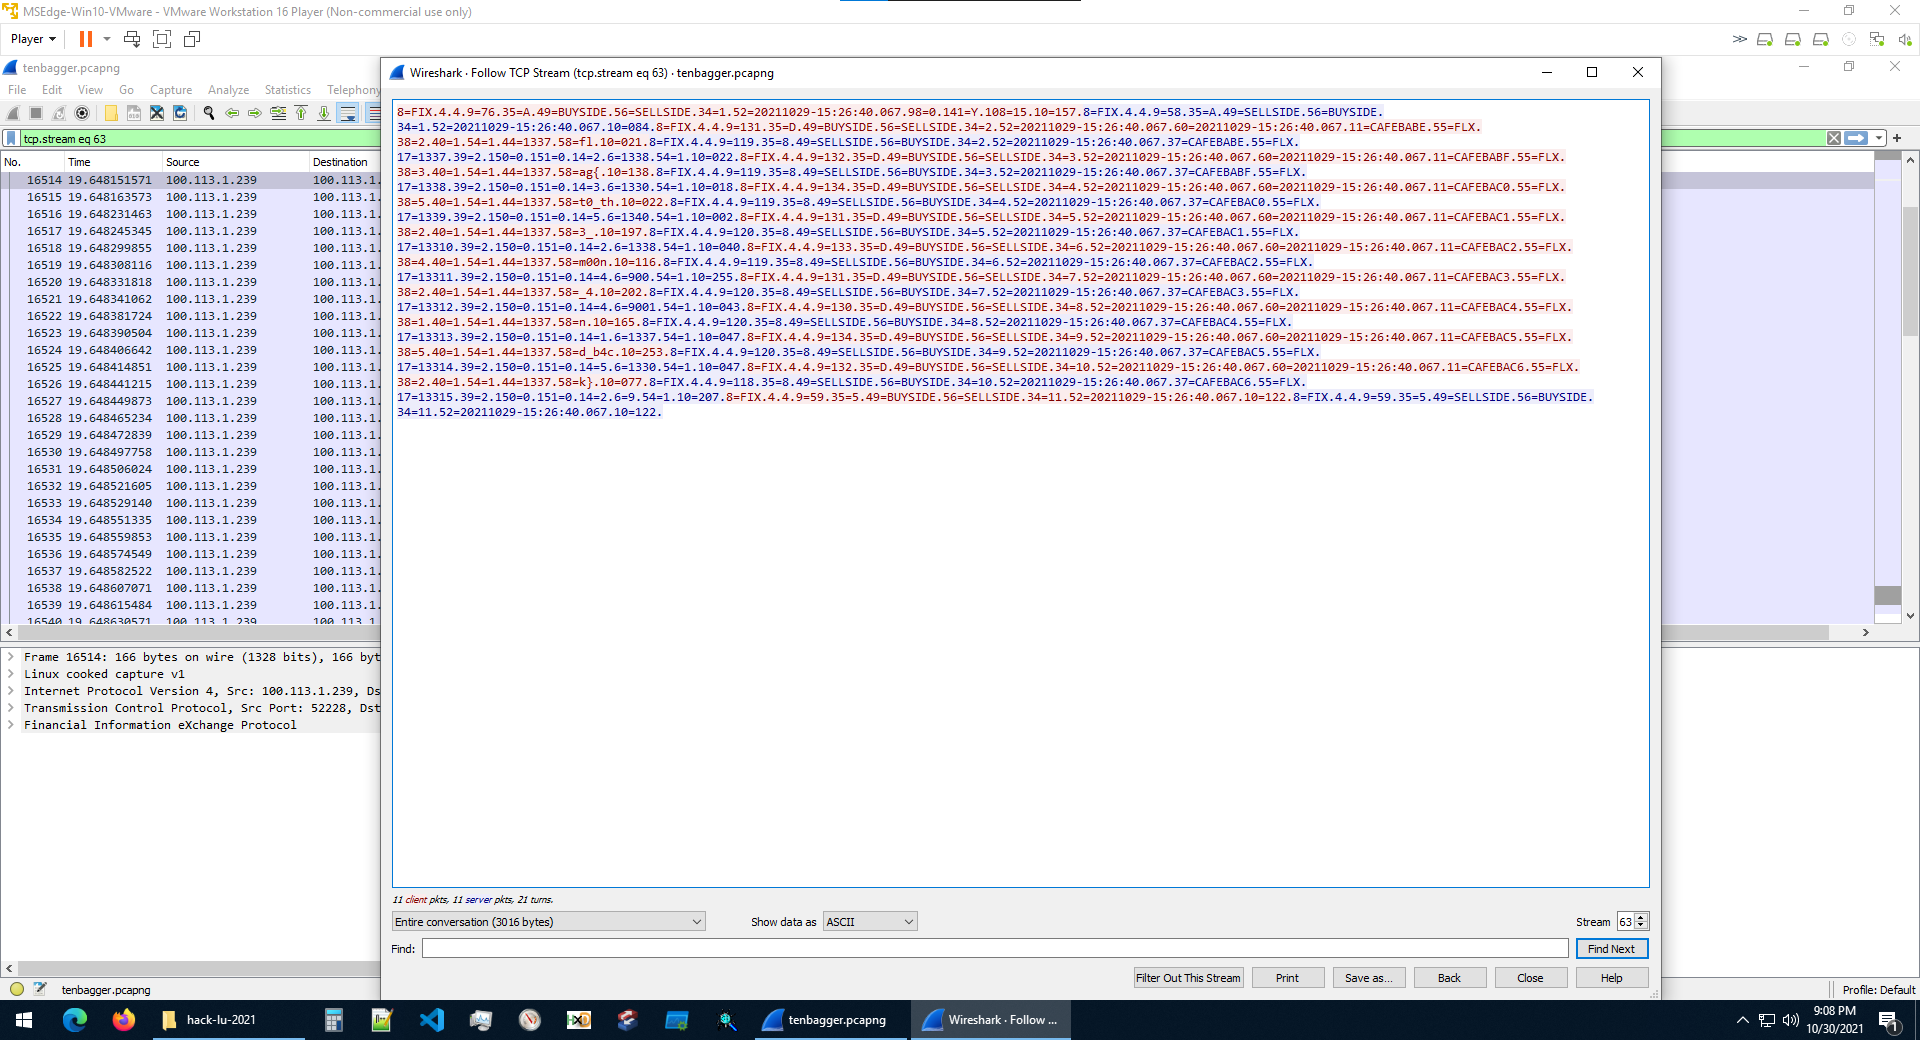 MSEdge-Win10-VMware - VMware Workstation 16 Player (Non-commercial use only)
Player
tenbagger.pcapng
File Edit View Go Capture Analyze Statistics Telephony
tcp.stream eq 63
No. Time Source Destination
16514 19.648151571 100.113.1.239 100.113.1.
16515 19.648163573 100.113.1.239 100.113.1.
16516 19.648231463 100.113.1.239 100.113.1.
16517 19.648245345 100.113.1.239 100.113.1.
16518 19.648299855 100.113.1.239 100.113.1.
16519 19.648308116 100.113.1.239 100.113.1.
16520 19.648331818 100.113.1.239 100.113.1.
16521 19.648341062 100.113.1.239 100.113.1.
16522 19.648381724 100.113.1.239 100.113.1.
16523 19.648390504 100.113.1.239 100.113.1.
16524 19.648406642 100.113.1.239 100.113.1.
16525 19.648414851 100.113.1.239 100.113.1.
16526 19.648441215 100.113.1.239 100.113.1.
16527 19.648449873 100.113.1.239 100.113.1.
16528 19.648465234 100.113.1.239 100.113.1.
16529 19.648472839 100.113.1.239 100.113.1.
16530 19.648497758 100.113.1.239 100.113.1.
16531 19.648506024 100.113.1.239 100.113.1.
16532 19.648521605 100.113.1.239 100.113.1.
16533 19.648529140 100.113.1.239 100.113.1.
16534 19.648551335 100.113.1.239 100.113.1.
16535 19.648559853 100.113.1.239 100.113.1.
16536 19.648574549 100.113.1.239 100.113.1.
16537 19.648582522 100.113.1.239 100.113.1.
16538 19.648607071 100.113.1.239 100.113.1.
16539 19.648615484 100.113.1.239 100.113.1.
16540 19.648630571 100.113.1.239 100.113.1.
Frame 16514: 166 bytes on wire (1328 bits), 166 byt
Linux cooked capture v1
Internet Protocol Version 4, Src: 100.113.1.239, Ds
Transmission Control Protocol, Src Port: 52228, Dst
Financial Information eXchange Protocol
Wireshark · Follow TCP Stream (tcp.stream eq 63) · tenbagger.pcapng
8=FIX.4.4.9=76.35=A.49=BUYSIDE.56=SELLSIDE.34=1.52=20211029-15:26:40.067.98=0.141=Y.108=15.10=157.8=FIX.4.4.9=58.35=A.49=SELLSIDE.56=BUYSIDE.
34=1.52=20211029-15:26:40.067.10=084.8=FIX.4.4.9=131.35=D.49=BUYSIDE.56=SELLSIDE.34=2.52=20211029-15:26:40.067.60=20211029-15:26:40.067.11=CAFEBABE.55=FLX.
38=2.40=1.54=1.44=1337.58=fl.10=021.8=FIX.4.4.9=119.35=8.49=SELLSIDE.56=BUYSIDE.34=2.52=20211029-15:26:40.067.37=CAFEBABE.55=FLX.
17=1337.39=2.150=0.151=0.14=2.6=1338.54=1.10=022.8=FIX.4.4.9=132.35=D.49=BUYSIDE.56=SELLSIDE.34=3.52=20211029-15:26:40.067.60=20211029-15:26:40.067.11=CAFEBABF.55=FLX.
38=3.40=1.54=1.44=1337.58=ag{.10=138.8=FIX.4.4.9=119.35=8.49=SELLSIDE.56=BUYSIDE.34=3.52=20211029-15:26:40.067.37=CAFEBABF.55=FLX.
17=1338.39=2.150=0.151=0.14=3.6=1330.54=1.10=018.8=FIX.4.4.9=134.35=D.49=BUYSIDE.56=SELLSIDE.34=4.52=20211029-15:26:40.067.60=20211029-15:26:40.067.11=CAFEBAC0.55=FLX.
38=5.40=1.54=1.44=1337.58=t0_th.10=022.8=FIX.4.4.9=119.35=8.49=SELLSIDE.56=BUYSIDE.34=4.52=20211029-15:26:40.067.37=CAFEBAC0.55=FLX.
17=1339.39=2.150=0.151=0.14=5.6=1340.54=1.10=002.8=FIX.4.4.9=131.35=D.49=BUYSIDE.56=SELLSIDE.34=5.52=20211029-15:26:40.067.60=20211029-15:26:40.067.11=CAFEBAC1.55=FLX.
38=2.40=1.54=1.44=1337.58=3_.10=197.8=FIX.4.4.9=120.35=8.49=SELLSIDE.56=BUYSIDE.34=5.52=20211029-15:26:40.067.37=CAFEBAC1.55=FLX.
17=13310.39=2.150=0.151=0.14=2.6=1338.54=1.10=040.8=FIX.4.4.9=133.35=D.49=BUYSIDE.56=SELLSIDE.34=6.52=20211029-15:26:40.067.60=20211029-15:26:40.067.11=CAFEBAC2.55=FLX.
38=4.40=1.54=1.44=1337.58=m00n.10=116.8=FIX.4.4.9=119.35=8.49=SELLSIDE.56=BUYSIDE.34=6.52=20211029-15:26:40.067.37=CAFEBAC2.55=FLX.
17=13311.39=2.150=0.151=0.14=4.6=900.54=1.10=255.8=FIX.4.4.9=131.35=D.49=BUYSIDE.56=SELLSIDE.34=7.52=20211029-15:26:40.067.60=20211029-15:26:40.067.11=CAFEBAC3.55=FLX.
38=2.40=1.54=1.44=1337.58=_4.10=202.8=FIX.4.4.9=120.35=8.49=SELLSIDE.56=BUYSIDE.34=7.52=20211029-15:26:40.067.37=CAFEBAC3.55=FLX.
17=13312.39=2.150=0.151=0.14=4.6=9001.54=1.10=043.8=FIX.4.4.9=130.35=D.49=BUYSIDE.56=SELLSIDE.34=8.52=20211029-15:26:40.067.60=20211029-15:26:40.067.11=CAFEBAC4.55=FLX.
38=1.40=1.54=1.44=1337.58=n.10=165.8=FIX.4.4.9=120.35=8.49=SELLSIDE.56=BUYSIDE.34=8.52=20211029-15:26:40.067.37=CAFEBAC4.55=FLX.
17=13313.39=2.150=0.151=0.14=1.6=1337.54=1.10=047.8=FIX.4.4.9=134.35=D.49=BUYSIDE.56=SELLSIDE.34=9.52=20211029-15:26:40.067.60=20211029-15:26:40.067.11=CAFEBAC5.55=FLX.
38=5.40=1.54=1.44=1337.58=d_b4c.10=253.8=FIX.4.4.9=120.35=8.49=SELLSIDE.56=BUYSIDE.34=9.52=20211029-15:26:40.067.37=CAFEBAC5.55=FLX.
17=13314.39=2.150=0.151=0.14=5.6=1330.54=1.10=047.8=FIX.4.4.9=132.35=D.49=BUYSIDE.56=SELLSIDE.34=10.52=20211029-15:26:40.067.60=20211029-15:26:40.067.11=CAFEBAC6.55=FLX.
38=2.40=1.54=1.44=1337.58=k}.10=077.8=FIX.4.4.9=118.35=8.49=SELLSIDE.56=BUYSIDE.34=10.52=20211029-15:26:40.067.37=CAFEBAC6.55=FLX.
17=13315.39=2.150=0.151=0.14=2.6=9.54=1.10=207.8=FIX.4.4.9=59.35=5.49=BUYSIDE.56=SELLSIDE.34=11.52=20211029-15:26:40.067.10=122.8=FIX.4.4.9=59.35=5.49=SELLSIDE.56=BUYSIDE.
34=11.52=20211029-15:26:40.067.10=122.
11 client pkts, 11 server pkts, 21 turns.
Entire conversation (3016 bytes) Show data as ASCII Stream 63
Find: Find Next
Filter Out This Stream Print Save as... Back Close Help
tenbagger.pcapng Profile: Default
hack-lu-2021 tenbagger.pcapng Wireshark · Follow ... 9:08 PM
10/30/2021 1